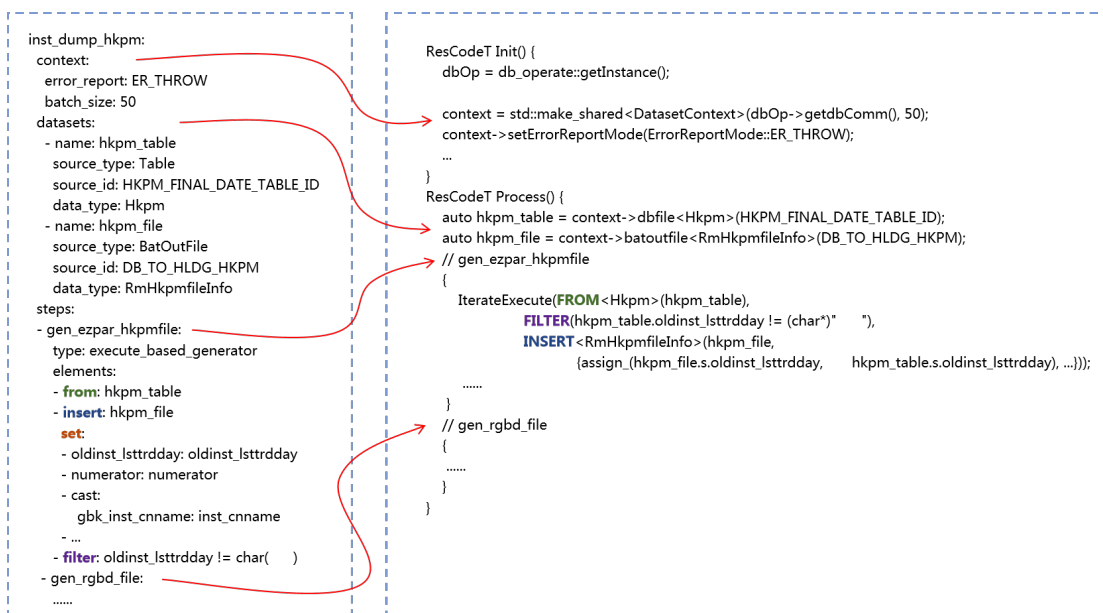 inst_dump_hkpm:
context:
error_report: ER_THROW
batch_size: 50
datasets:
- name: hkpm_table
source_type: Table
source_id: HKPM_FINAL_DATE_TABLE_ID
data_type: Hkpm
- name: hkpm_file
source_type: BatOutFile
source_id: DB_TO_HLDG_HKPM
data_type: RmHkpmfileInfo
steps:
- gen_ezpar_hkpmfile:
type: execute_based_generator
elements:
- from: hkpm_table
- insert: hkpm_file
set:
- oldinst_lsttrdday: oldinst_lsttrdday
- numerator: numerator
- cast:
gbk_inst_cnname: inst_cnname
- ...
- filter: oldinst_lsttrdday != char(      )
- gen_rgbd_file:
......
ResCodeT Init() {
dbOp = db_operate::getInstance();
context = std::make_shared<DatasetContext>(dbOp->getdbComm(), 50);
context->setErrorReportMode(ErrorReportMode::ER_THROW);
...
}
ResCodeT Process() {
auto hkpm_table = context->dbfile<Hkpm>(HKPM_FINAL_DATE_TABLE_ID);
auto hkpm_file = context->batoutfile<RmHkpmfileInfo>(DB_TO_HLDG_HKPM);
// gen_ezpar_hkpmfile
{
IterateExecute(FROM<Hkpm>(hkpm_table),
FILTER(hkpm_table.oldinst_lsttrdday != (char*)"      "),
INSERT<RmHkpmfileInfo>(hkpm_file,
{assign_(hkpm_file.s.oldinst_lsttrdday,      hkpm_table.s.oldinst_lsttrdday), ...}));
......
}
// gen_rgbd_file
{
......
}
}